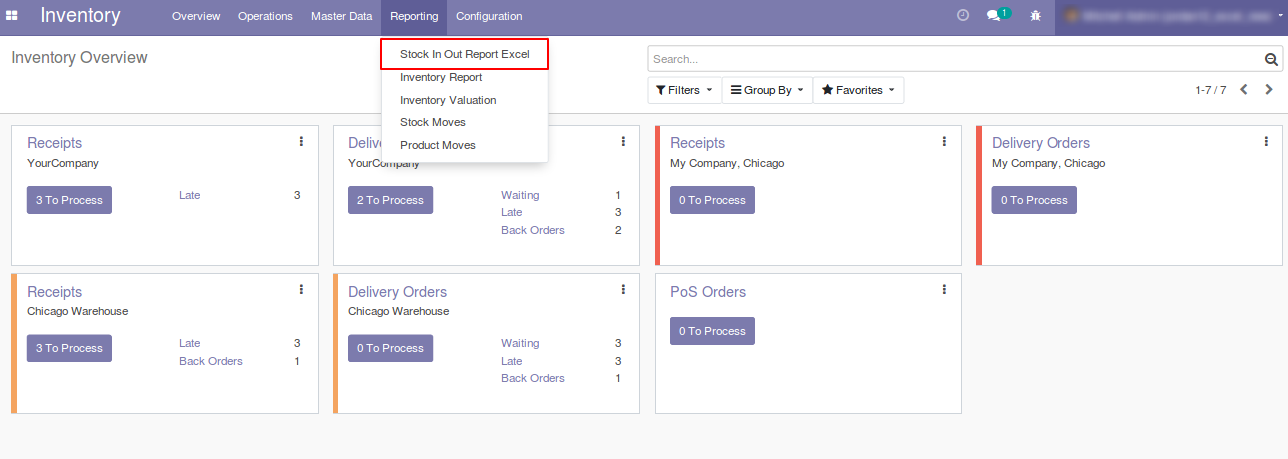 Inventory
Overview
Operations
Master Data
Reporting
Configuration
1
Inventory Overview
Stock In Out Report Excel
Inventory Report
Inventory Valuation
Stock Moves
Product Moves
Search...
Filters
Group By
Favorites
1-7 / 7
Receipts
YourCompany
3 To Process
Late 3
YourCompany
2 To Process
Waiting 1
Late 3
Back Orders 2
Receipts
My Company, Chicago
0 To Process
Delivery Orders
My Company, Chicago
0 To Process
Receipts
Chicago Warehouse
3 To Process
Late 3
Back Orders 1
Delivery Orders
Chicago Warehouse
0 To Process
Waiting 3
Late 3
Back Orders 1
PoS Orders
0 To Process